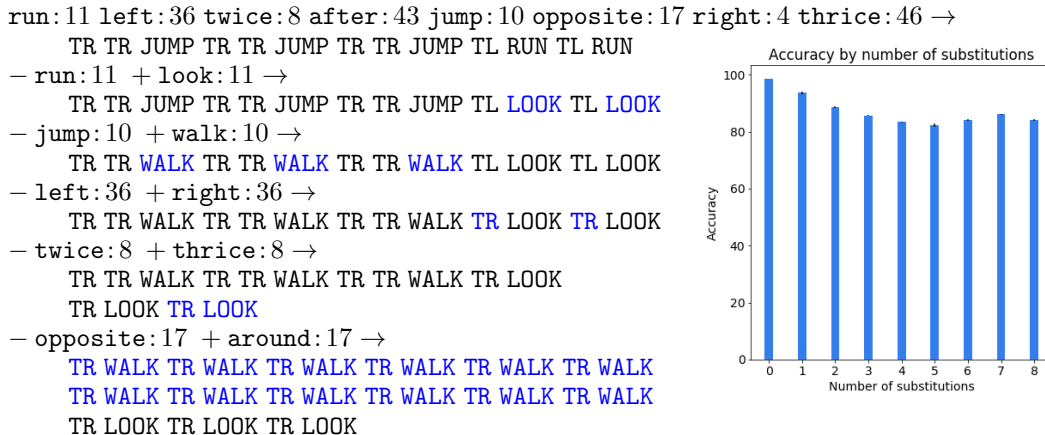 run:11 left:36 twice:8 after:43 jump:10 opposite:17 right:4 thrice:46 →
TR TR JUMP TR TR JUMP TR TR JUMP TL RUN TL RUN
− run:11 + look:11 →
TR TR JUMP TR TR JUMP TR TR JUMP TL LOOK TL LOOK
− jump:10 + walk:10 →
TR TR WALK TR TR WALK TR TR WALK TL LOOK TL LOOK
− left:36 + right:36 →
TR TR WALK TR TR WALK TR TR WALK TR LOOK TR LOOK
− twice:8 + thrice:8 →
TR TR WALK TR TR WALK TR TR WALK TR LOOK
TR LOOK TR LOOK
− opposite:17 + around:17 →
TR WALK TR WALK TR WALK TR WALK TR WALK TR WALK
TR WALK TR WALK TR WALK TR WALK TR WALK TR WALK
TR LOOK TR LOOK TR LOOK
Accuracy by number of substitutions
100
80
60
40
20
0
Accuracy
0 1 2 3 4 5 6 7 8
Number of substitutions